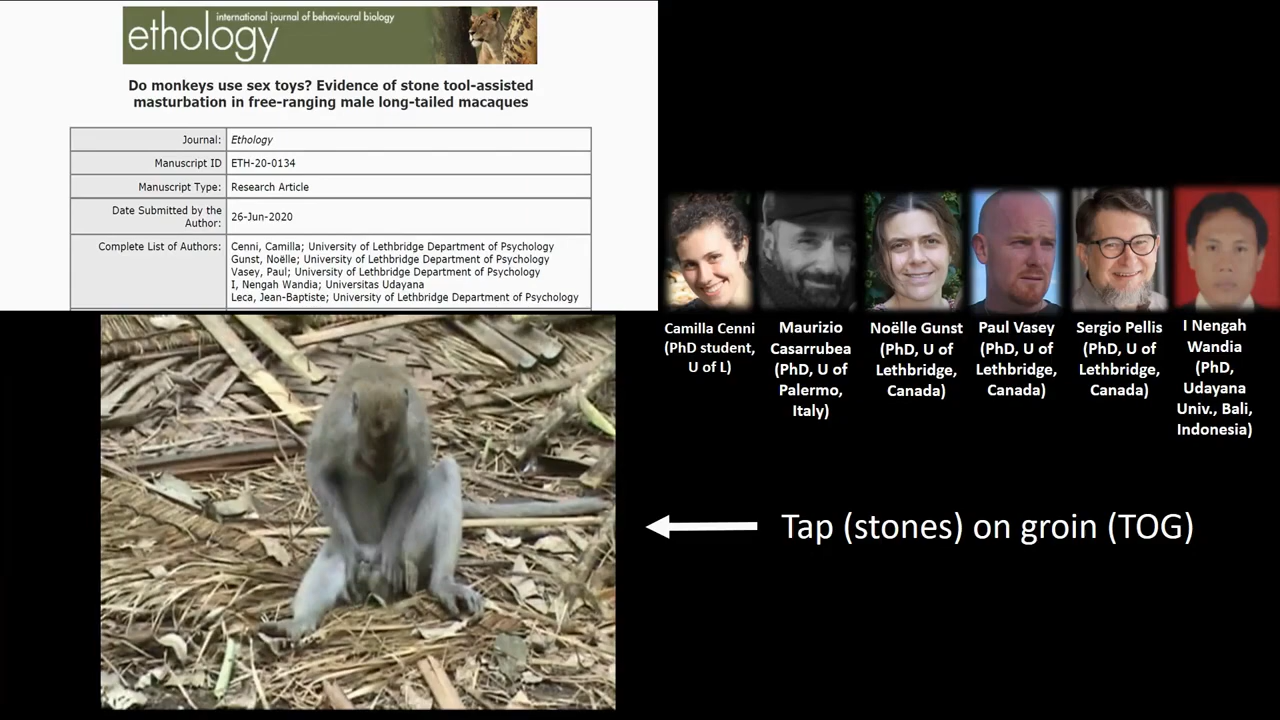 international journal of behavioural biology
ethology
Do monkeys use sex toys? Evidence of stone tool-assisted
masturbation in free-ranging male long-tailed macaques
Journal: Ethology
Manuscript ID ETH-20-0134
Manuscript Type: Research Article
Date Submitted by the
Author: 26-Jun-2020
Complete List of Authors: Cenni, Camilla; University of Lethbridge Department of Psychology
Gunst, Noëlle; University of Lethbridge Department of Psychology
Vasey, Paul; University of Lethbridge Department of Psychology
I, Nengah Wandia; Universitas Udayana
Leca, Jean-Baptiste; University of Lethbridge Department of Psychology
Camilla Cenni
(PhD student,
U of L)
Maurizio
Casarrubea
(PhD, U of
Palermo,
Italy)
Noëlle Gunst
(PhD, U of
Lethbridge,
Canada)
Paul Vasey
(PhD, U of
Lethbridge,
Canada)
Sergio Pellis
(PhD, U of
Lethbridge,
Canada)
I Nengah
Wandia
(PhD,
Udayana
Univ., Bali,
Indonesia)
Tap (stones) on groin (TOG)